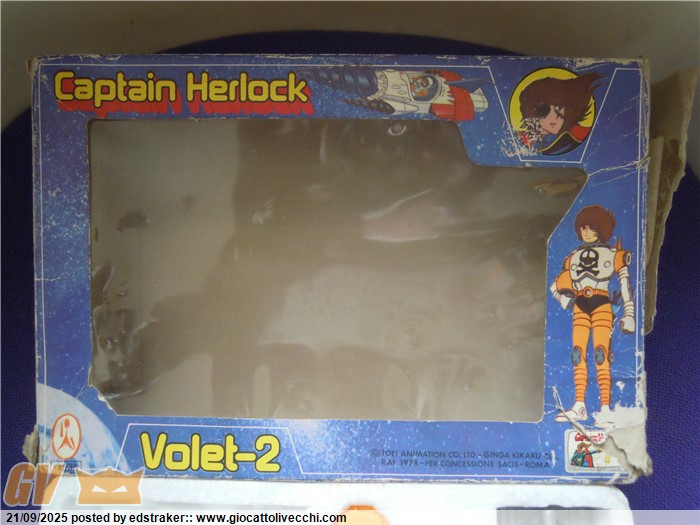 Captain Herlock
Volet-2
© TOEI ANIMATION CO., LTD - GINGA KIKAKU
RAI 1978 - PER CONCESSIONE SACIS - ROMA
GV
21/09/2025 posted by edstraker:: www.giocattolivecchi.com